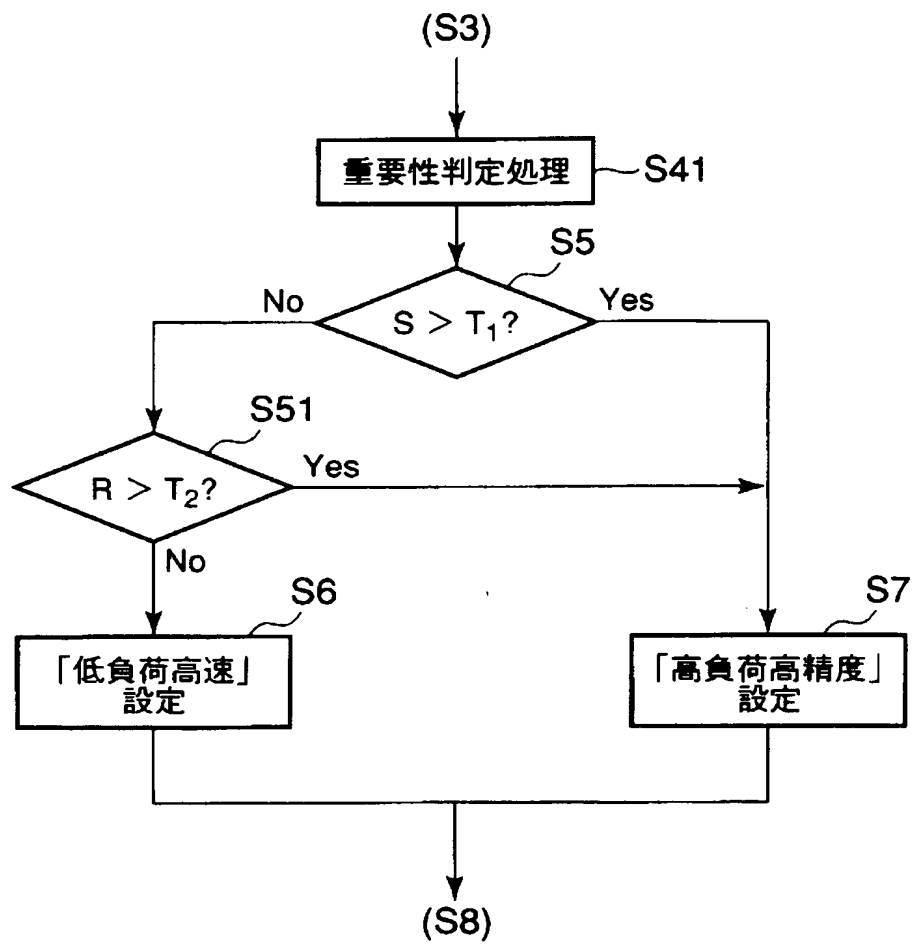 (S3)
重要性判定処理
S41
S5
No
S > T₁?
Yes
S51
R > T₂?
Yes
No
S6
「低負荷高速」
設定
S7
「高負荷高精度」
設定
(S8)